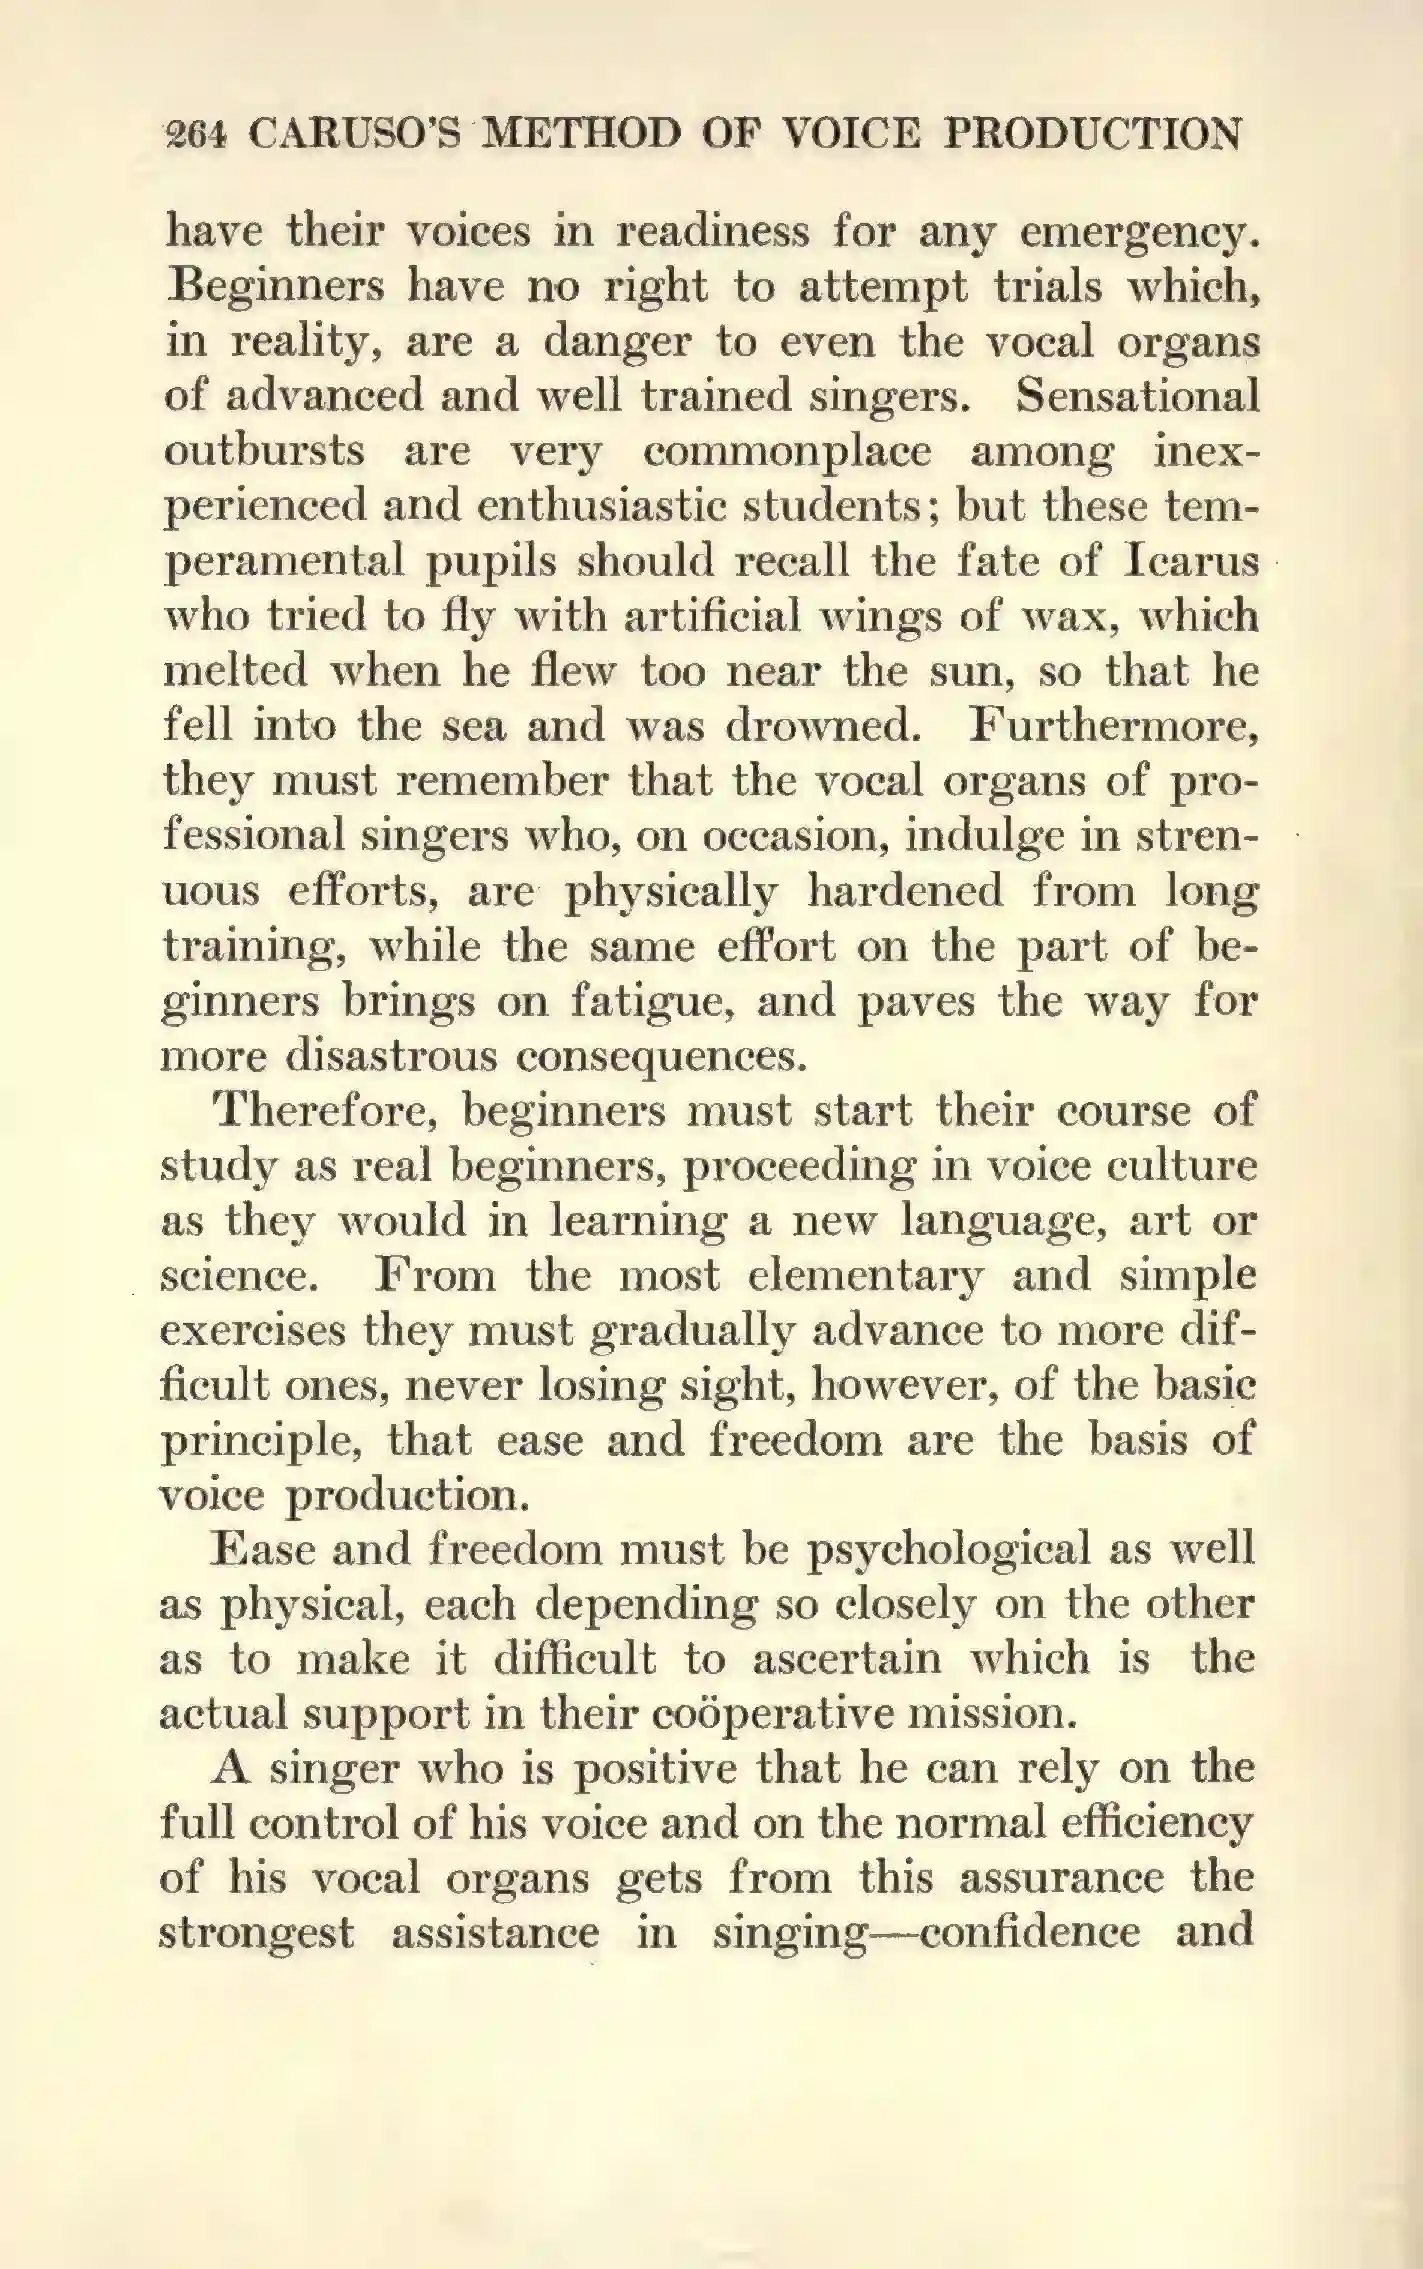 264 CARUSO'S METHOD OF VOICE PRODUCTION
have their voices in readiness for any emergency.
Beginners have no right to attempt trials which,
in reality, are a danger to even the vocal organs
of advanced and well trained singers. Sensational
outbursts are very commonplace among inex-
perienced and enthusiastic students; but these tem-
peramental pupils should recall the fate of Icarus
who tried to fly with artificial wings of wax, which
melted when he flew too near the sun, so that he
fell into the sea and was drowned. Furthermore,
they must remember that the vocal organs of pro-
fessional singers who, on occasion, indulge in stren-
uous efforts, are physically hardened from long
training, while the same effort on the part of be-
ginners brings on fatigue, and paves the way for
more disastrous consequences.
Therefore, beginners must start their course of
study as real beginners, proceeding in voice culture
as they would in learning a new language, art or
science. From the most elementary and simple
exercises they must gradually advance to more dif-
ficult ones, never losing sight, however, of the basic
principle, that ease and freedom are the basis of
voice production.
Ease and freedom must be psychological as well
as physical, each depending so closely on the other
as to make it difficult to ascertain which is the
actual support in their coöperative mission.
A singer who is positive that he can rely on the
full control of his voice and on the normal efficiency
of his vocal organs gets from this assurance the
strongest assistance in singing—confidence and